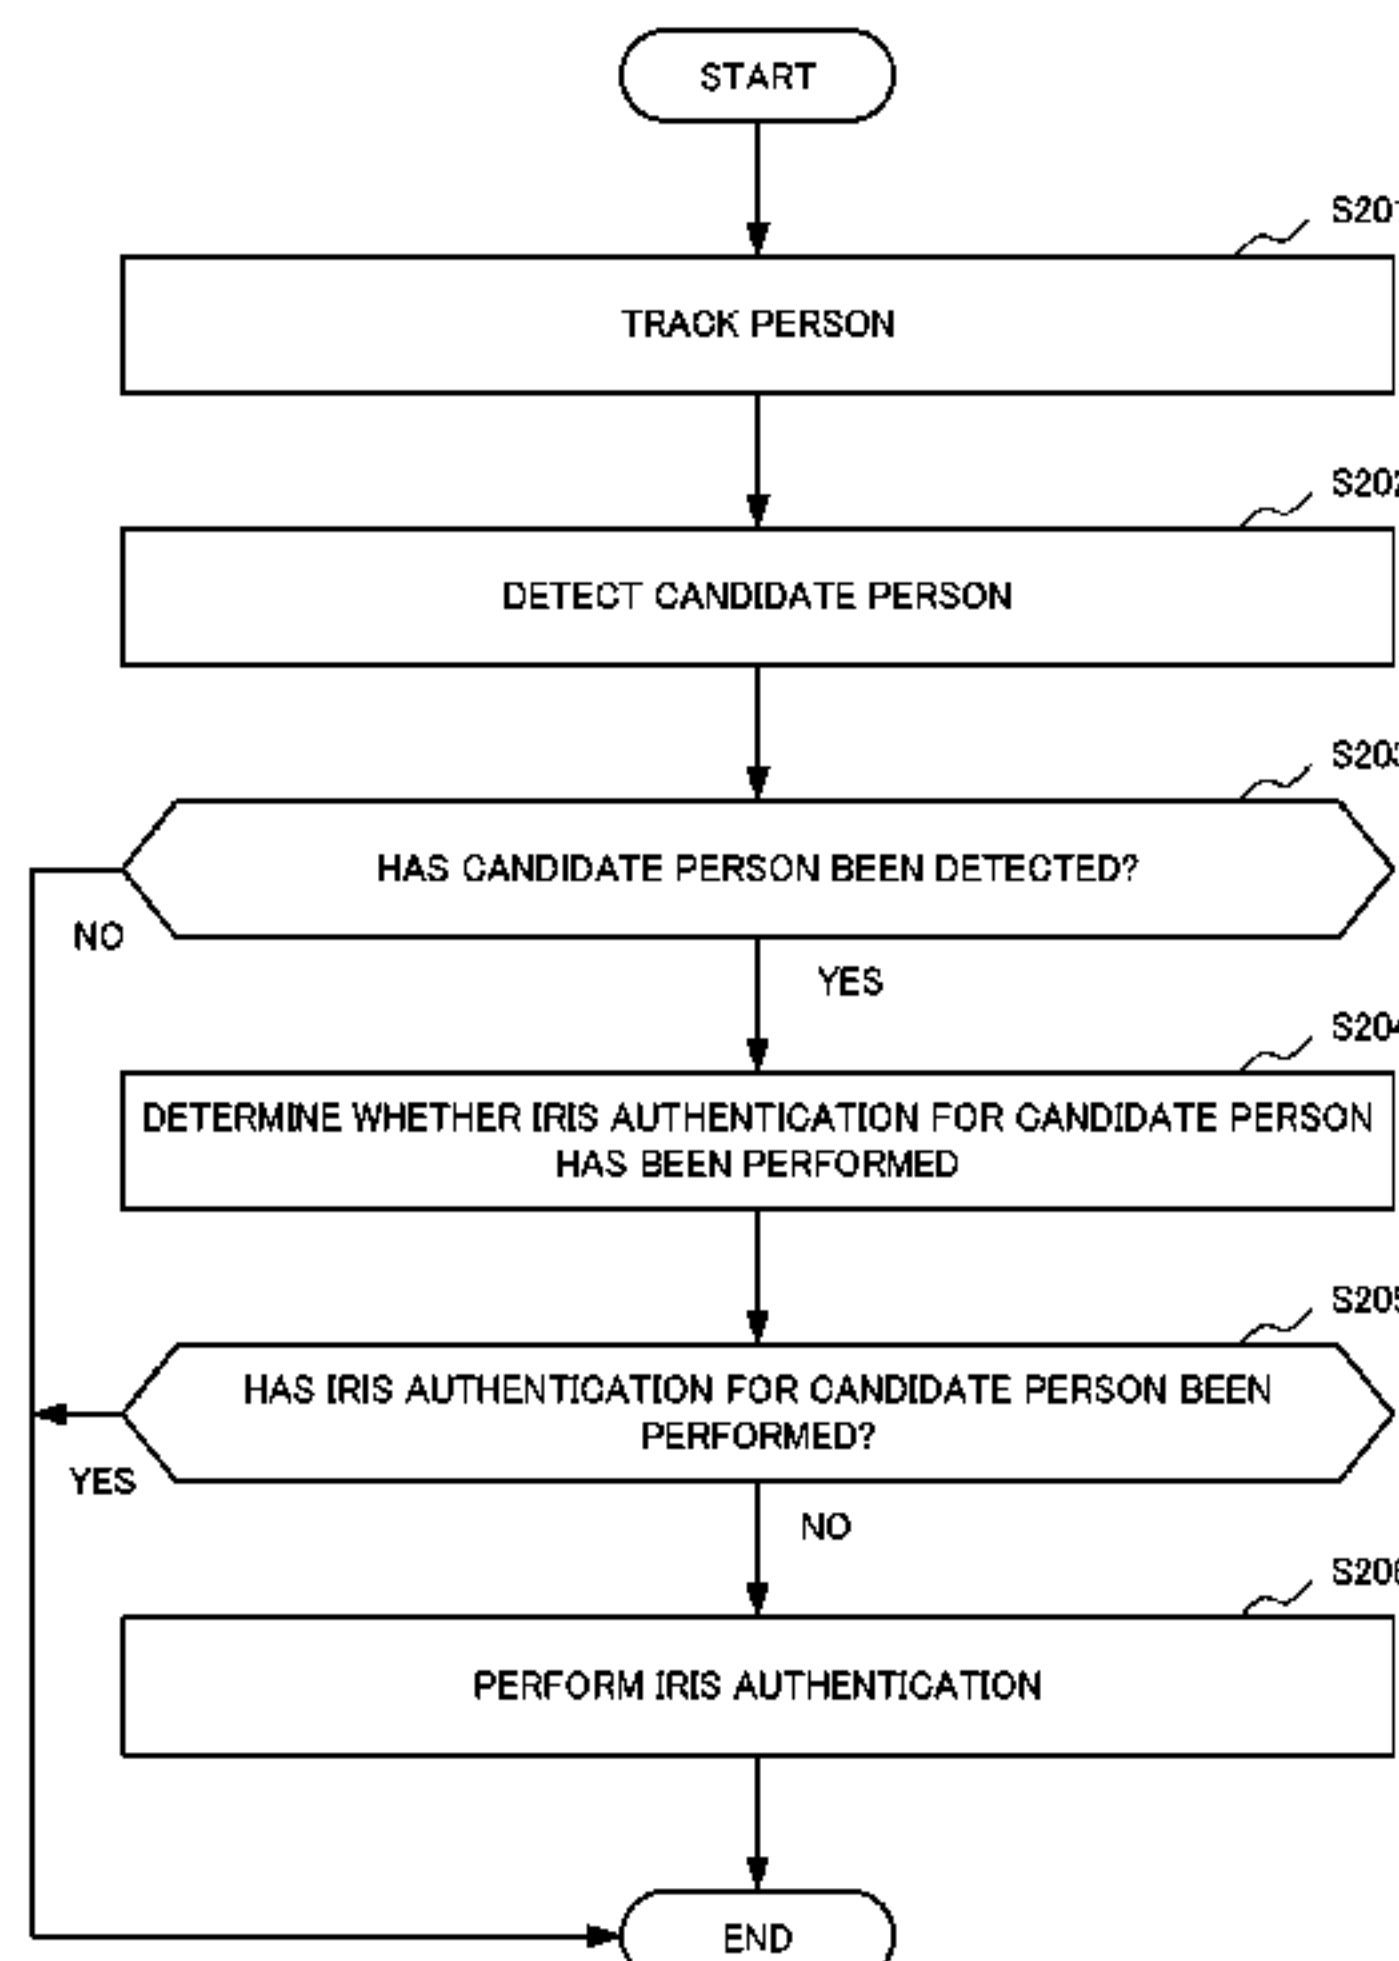 START
S201
TRACK PERSON
S202
DETECT CANDIDATE PERSON
S203
HAS CANDIDATE PERSON BEEN DETECTED?
NO
YES
S204
DETERMINE WHETHER IRIS AUTHENTICATION FOR CANDIDATE PERSON
HAS BEEN PERFORMED
S205
HAS IRIS AUTHENTICATION FOR CANDIDATE PERSON BEEN
PERFORMED?
YES
NO
S206
PERFORM IRIS AUTHENTICATION
END